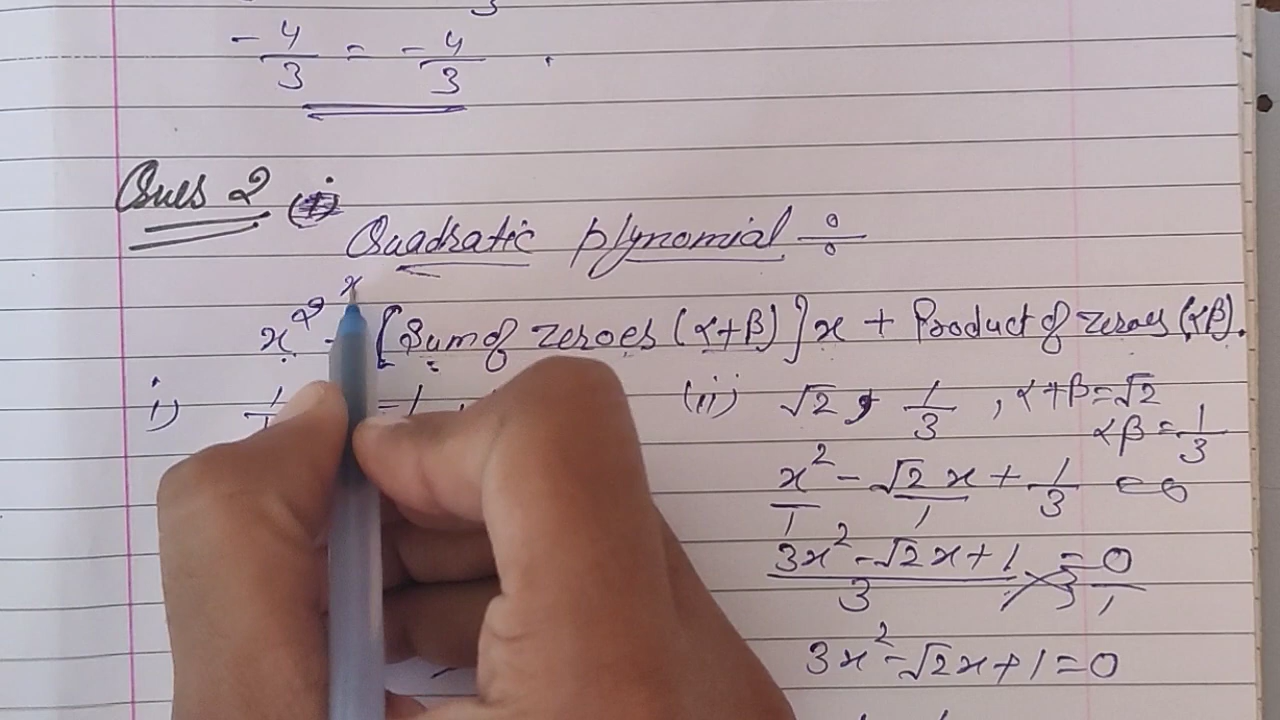 -4/3 = -4/3 .
Ques 2
Quadratic plynomial ÷
x
x² - [Sum of zeroes (α+β)]x + Product of zeroes (αβ).
i)
(ii) √2, 1/3, α+β=√2
αβ = 1/3
x²/1 - √2x/1 + 1/3 = 0
3x²-√2x+1/3 = 0/1
3x²-√2x+1=0